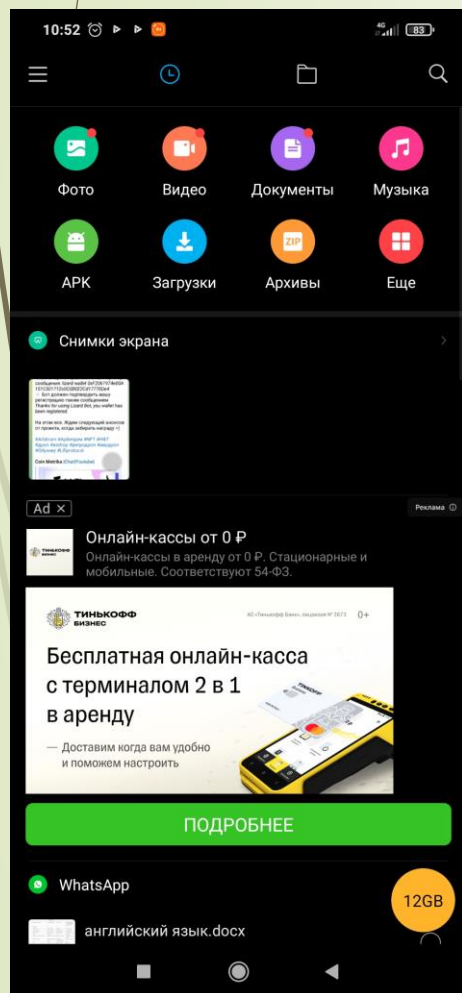 10:52
4G
83
Фото
Видео
Документы
Музыка
APK
Загрузки
ZIP
Архивы
Еще
Снимки экрана
Ad ×
Реклама
Онлайн-кассы от 0 ₽
Онлайн-кассы в аренду от 0 ₽. Стационарные и
мобильные. Соответствуют 54-ФЗ.
ТИНЬКОФФ
БИЗНЕС
0+
Бесплатная онлайн-касса
с терминалом 2 в 1
в аренду
— Доставим когда вам удобно
и поможем настроить
ПОДРОБНЕЕ
WhatsApp
12GB
английский язык.docx